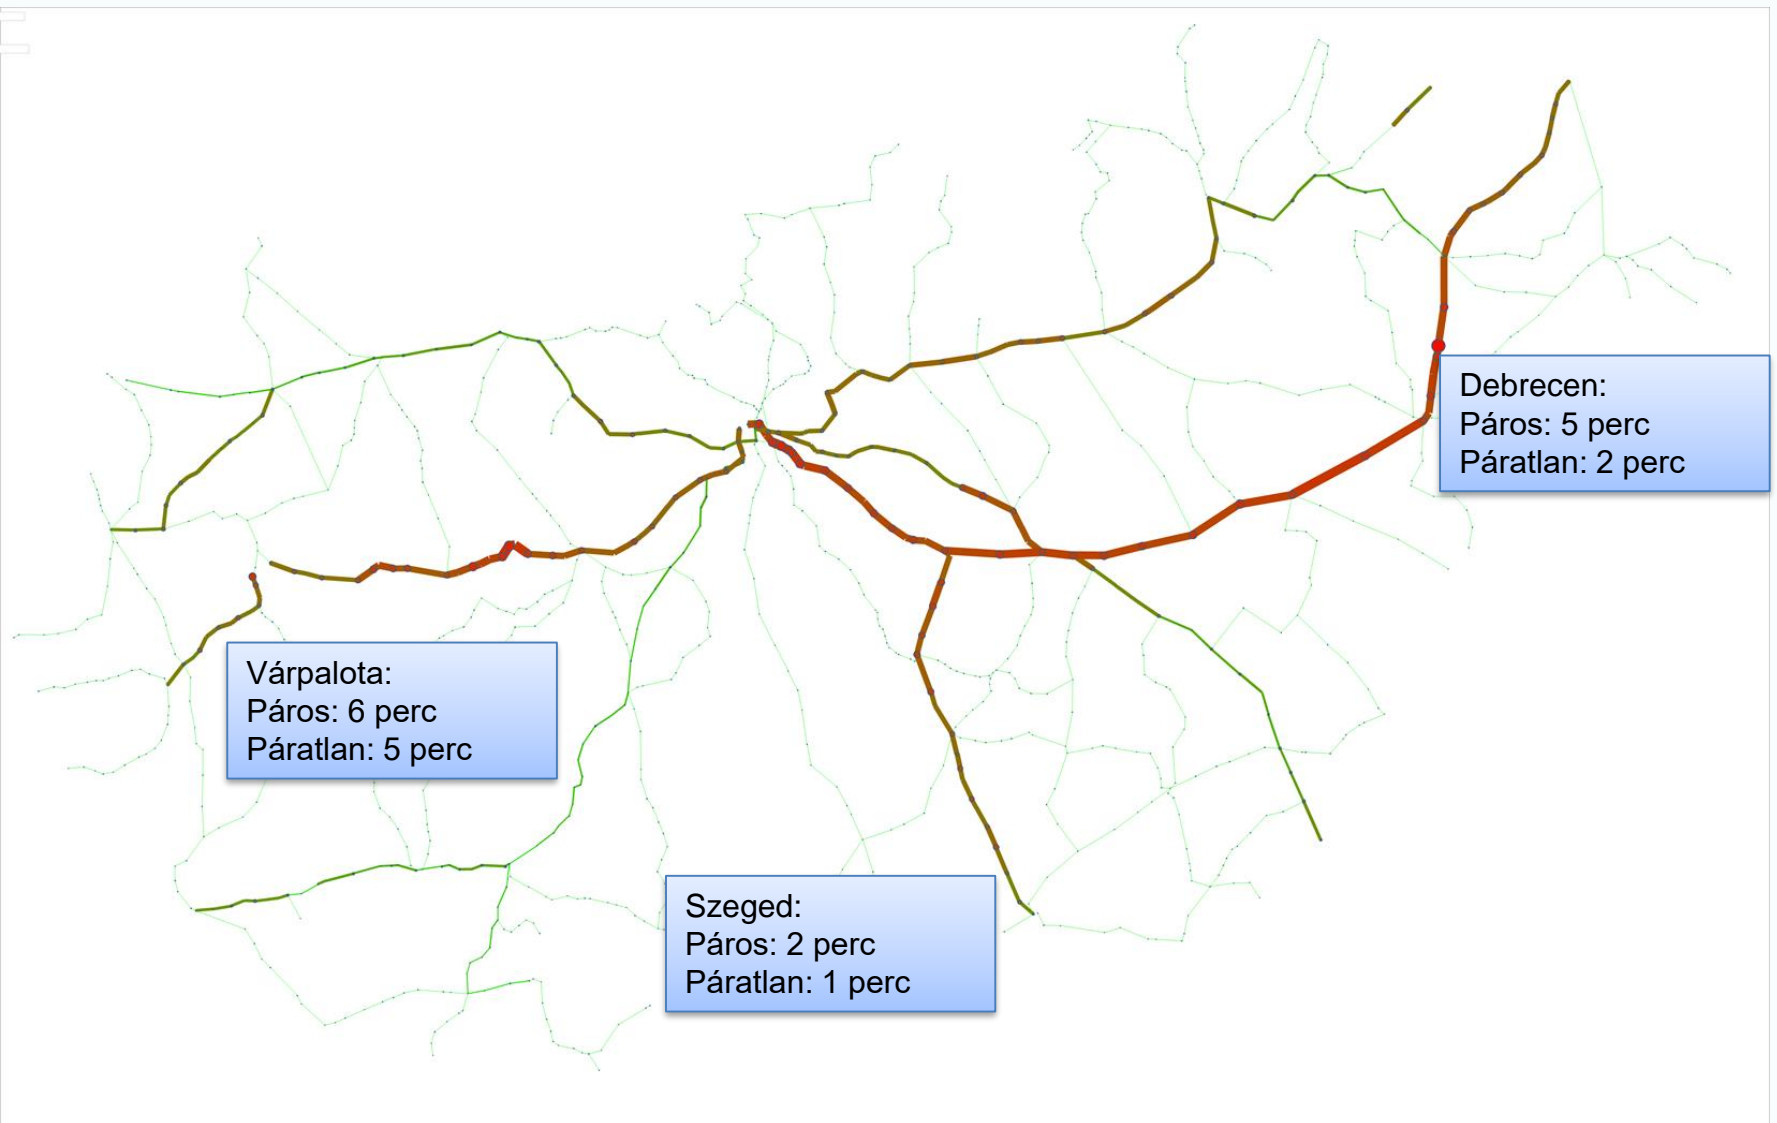 Debrecen:
Páros: 5 perc
Páratlan: 2 perc
Várpalota:
Páros: 6 perc
Páratlan: 5 perc
Szeged:
Páros: 2 perc
Páratlan: 1 perc